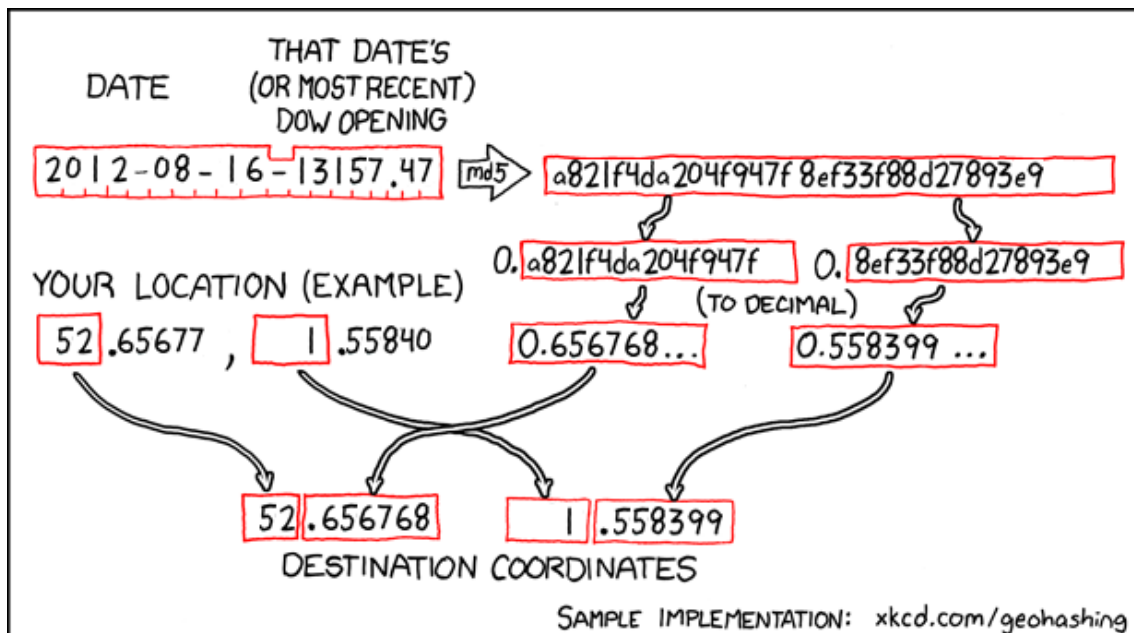 DATE
THAT DATE'S
(OR MOST RECENT)
DOW OPENING
2012-08-16-13157.47
md5
a821f4da204f947f8ef33f88d27893e9
0.a821f4da204f947f
0.8ef33f88d27893e9
YOUR LOCATION (EXAMPLE)
(TO DECIMAL)
52.65677, 1.55840
0.656768...
0.558399...
52.656768
1.558399
DESTINATION COORDINATES
SAMPLE IMPLEMENTATION: xkcd.com/geohashing